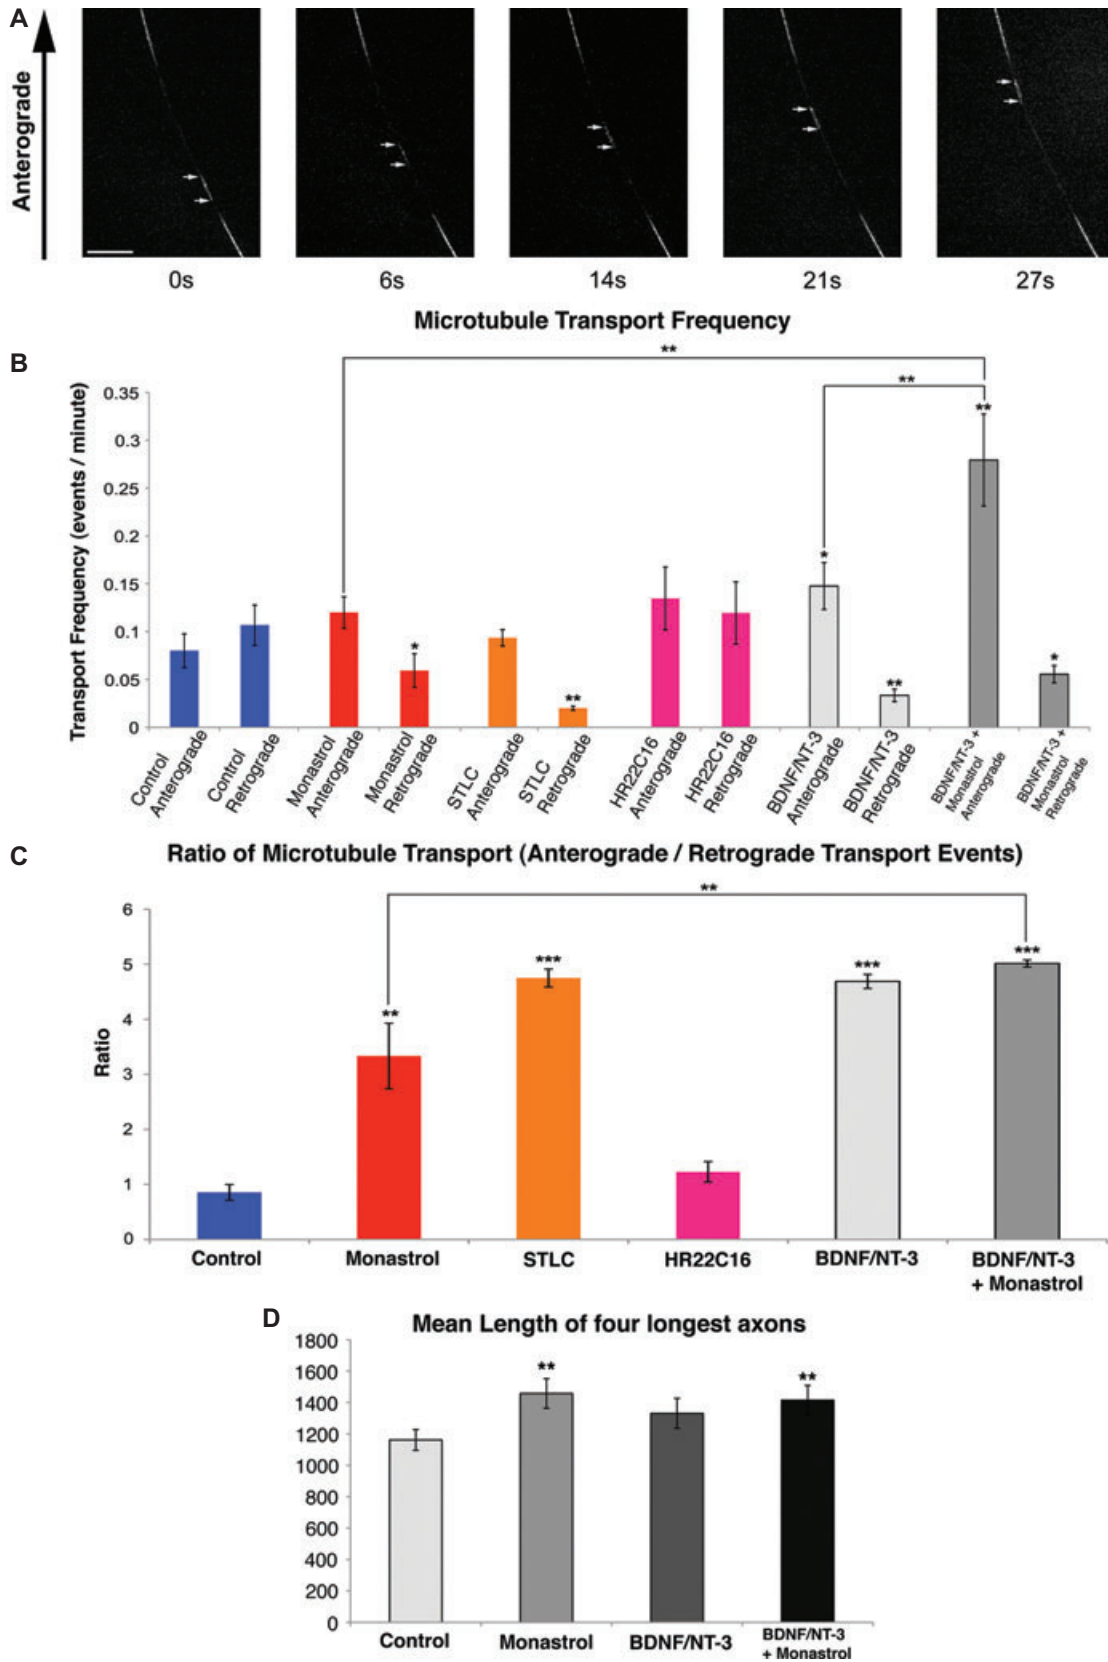 A
Anterograde
0s
6s
14s
21s
27s
Microtubule Transport Frequency
B
**
**
Transport Frequency (events / minute)
0.35
0.3
0.25
0.2
0.15
0.1
0.05
0
*
**
*
**
**
*
Control
Anterograde
Control
Retrograde
Monastrol
Anterograde
Monastrol
Retrograde
STLC
Anterograde
STLC
Retrograde
HR22C16
Anterograde
HR22C16
Retrograde
BDNF/NT-3
Anterograde
BDNF/NT-3
Retrograde
BDNF/NT-3 +
Monastrol
Anterograde
BDNF/NT-3 +
Monastrol
Retrograde
C
Ratio of Microtubule Transport (Anterograde / Retrograde Transport Events)
**
Ratio
6
5
4
3
2
1
0
**
***
***
***
Control
Monastrol
STLC
HR22C16
BDNF/NT-3
BDNF/NT-3
+ Monastrol
D
Mean Length of four longest axons
1800
1600
1400
1200
1000
800
600
400
200
0
**
**
Control
Monastrol
BDNF/NT-3
BDNF/NT-3
+ Monastrol